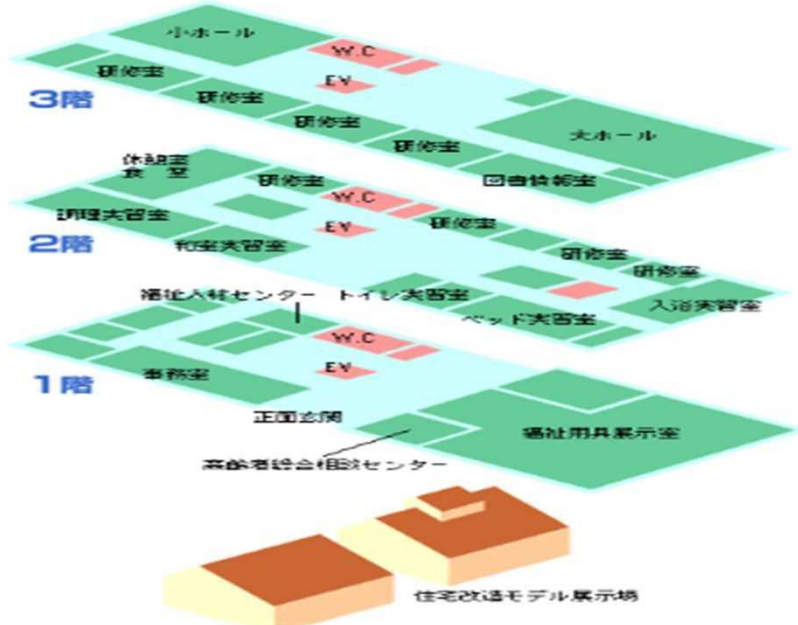 小ホール
W.C
研修室
EV
研修室
3階
研修室
大ホール
研修室
図書情報室
休憩室
食堂
研修室
W.C
調理実習室
EV
研修室
2階
和室実習室
研修室
研修室
福祉人材センター
トイレ実習室
入浴実習室
ベッド実習室
W.C
EV
1階
事務室
正面玄関
福祉用具展示室
高齢者総合相談センター
住宅改造モデル展示場